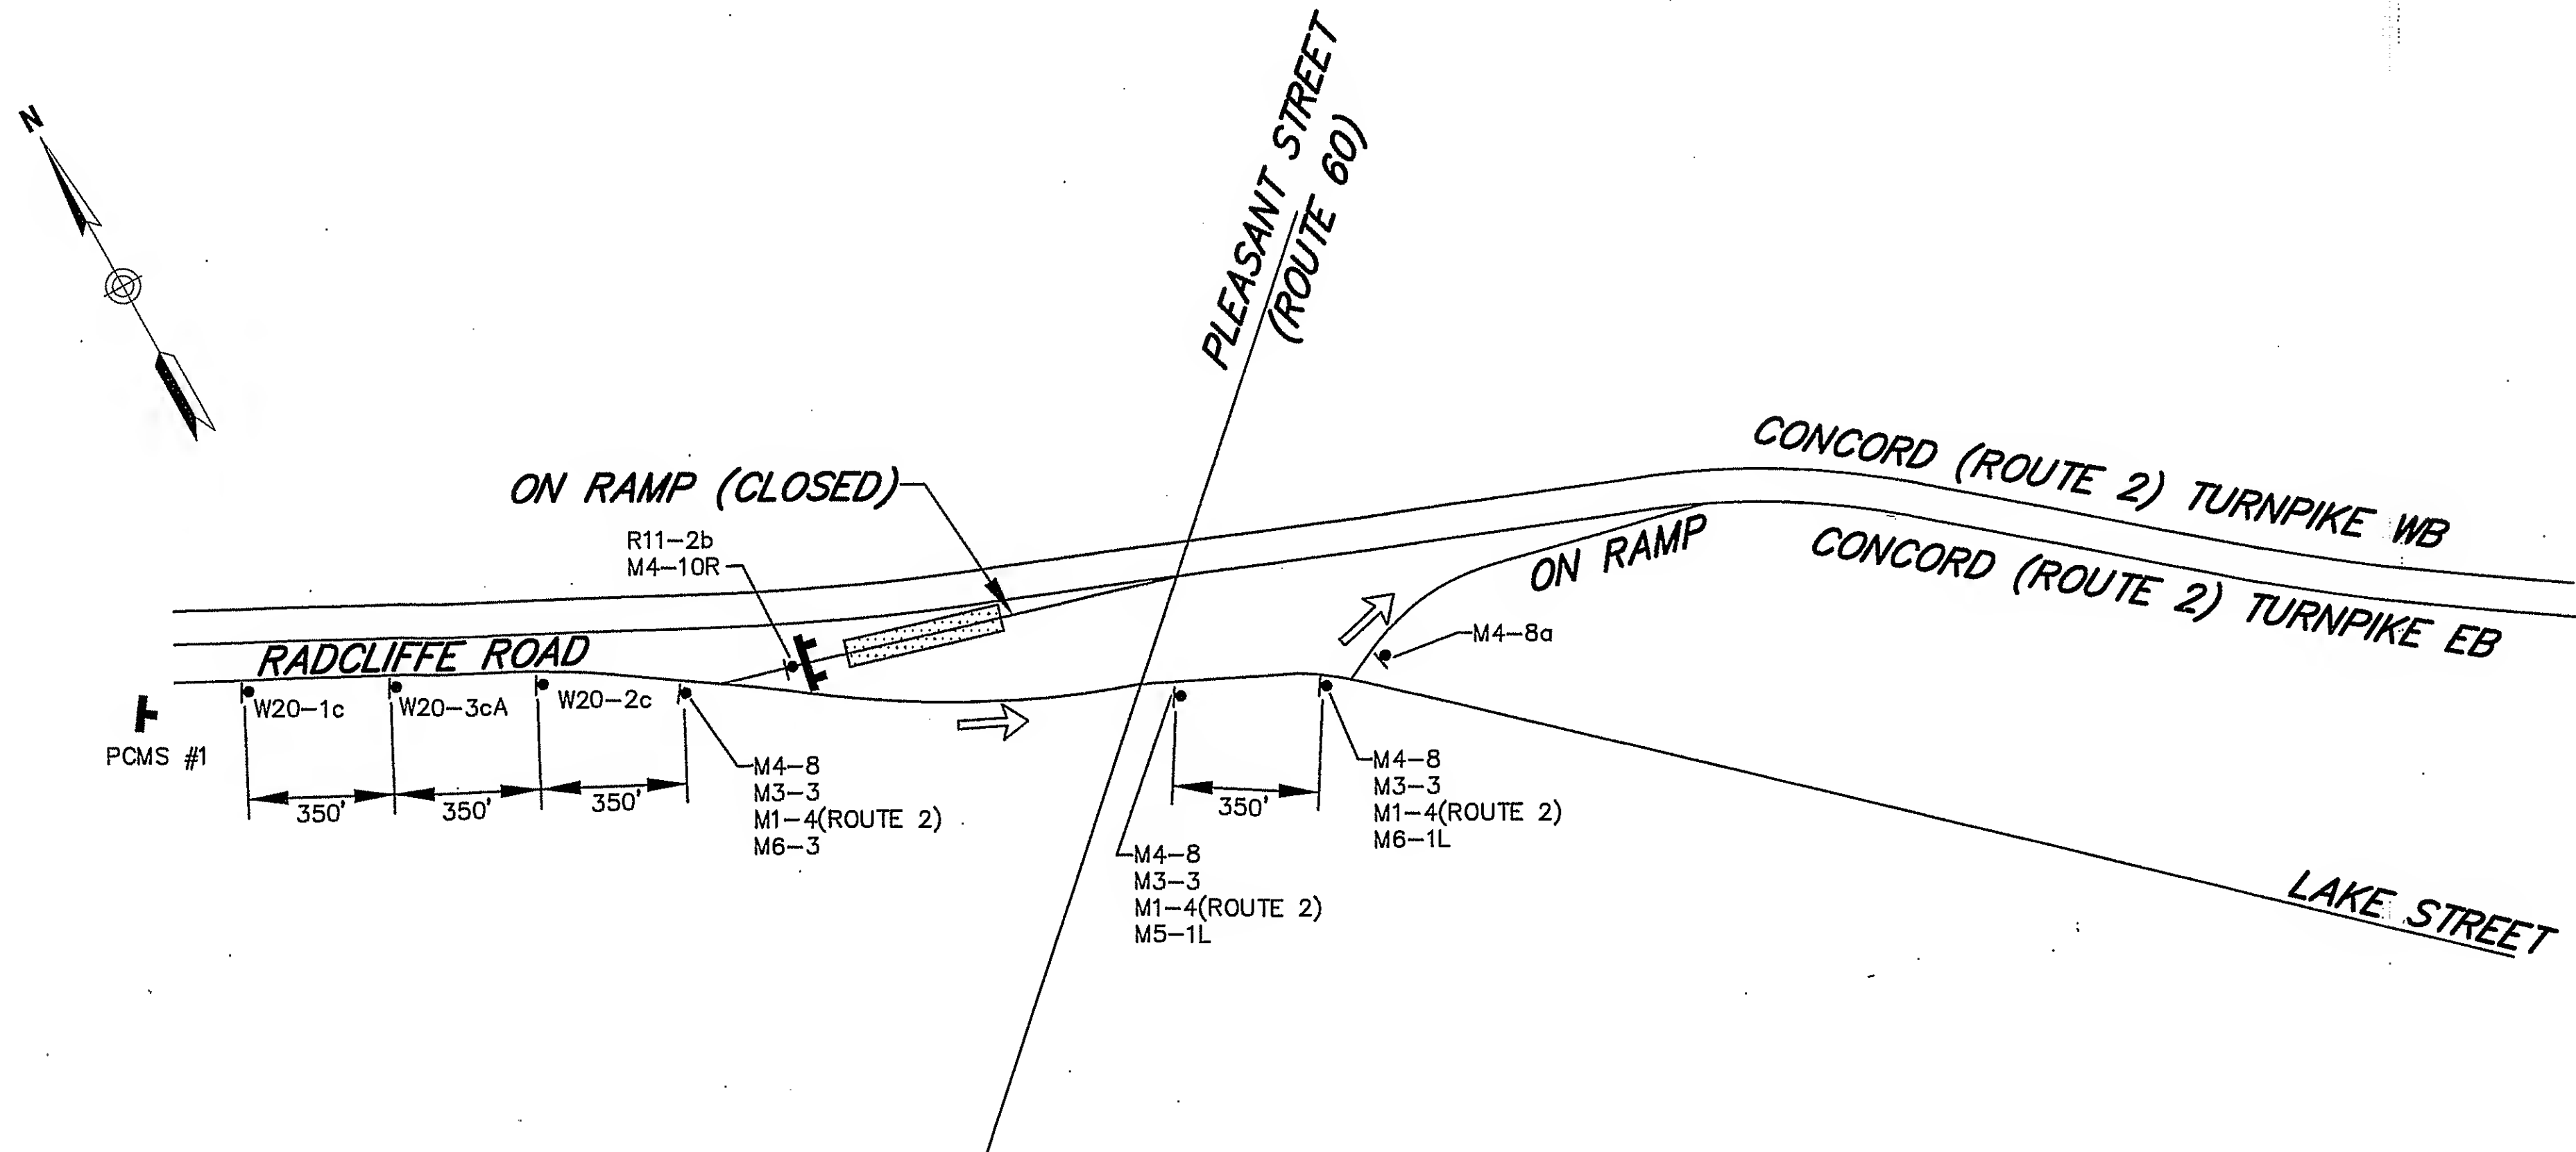 N
PLEASANT STREET
(ROUTE 60)
CONCORD (ROUTE 2) TURNPIKE WB
CONCORD (ROUTE 2) TURNPIKE EB
ON RAMP (CLOSED)
R11-2b
M4-10R
ON RAMP
M4-8a
RADCLIFFE ROAD
W20-1c
W20-3cA
W20-2c
PCMS #1
350'
350'
350'
M4-8
M3-3
M1-4(ROUTE 2)
M6-3
350'
M4-8
M3-3
M1-4(ROUTE 2)
M6-1L
M4-8
M3-3
M1-4(ROUTE 2)
M5-1L
LAKE STREET